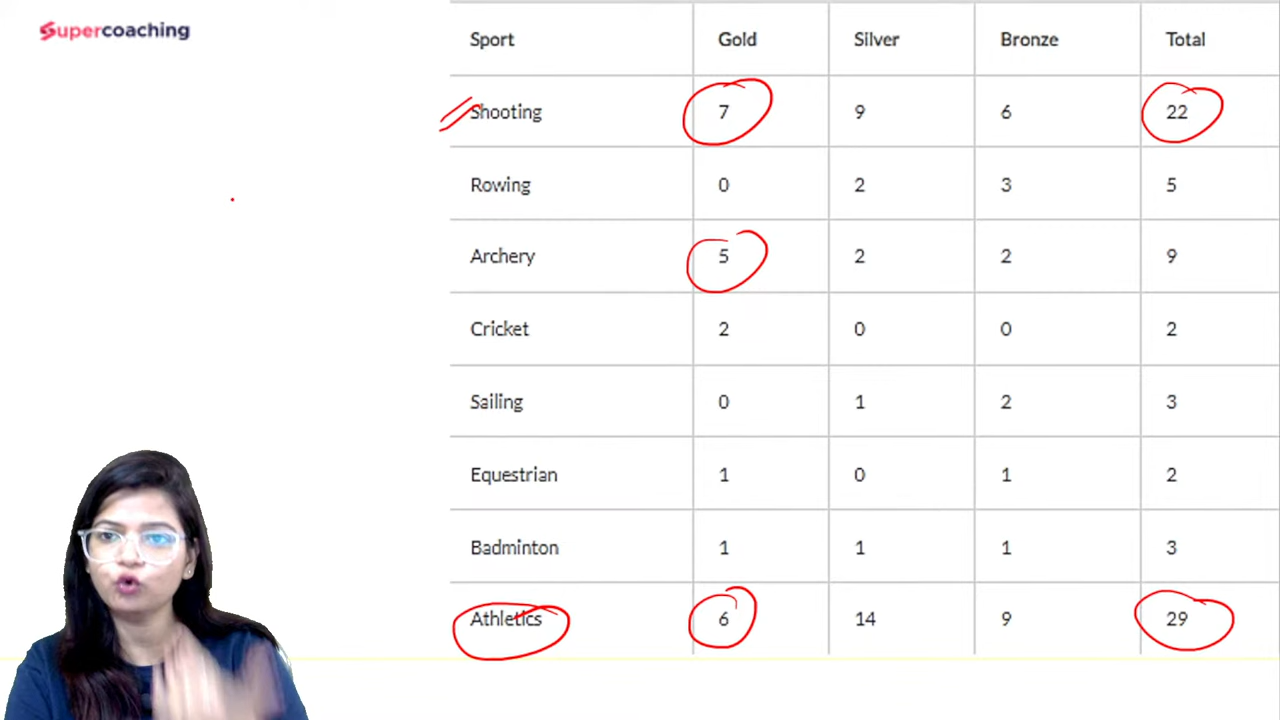 Supercoaching
Sport Gold Silver Bronze Total
Shooting 7 9 6 22
Rowing 0 2 3 5
Archery 5 2 2 9
Cricket 2 0 0 2
Sailing 0 1 2 3
Equestrian 1 0 1 2
Badminton 1 1 1 3
Athletics 6 14 9 29